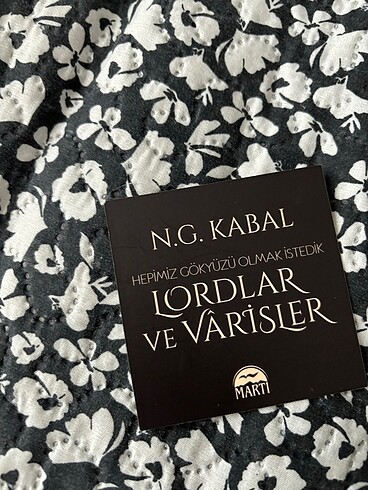 N.G. KABAL
HEPİMİZ GÖKYÜZÜ OLMAK İSTEDİK
LORDLAR
VE VÂRİSLER
MARTI